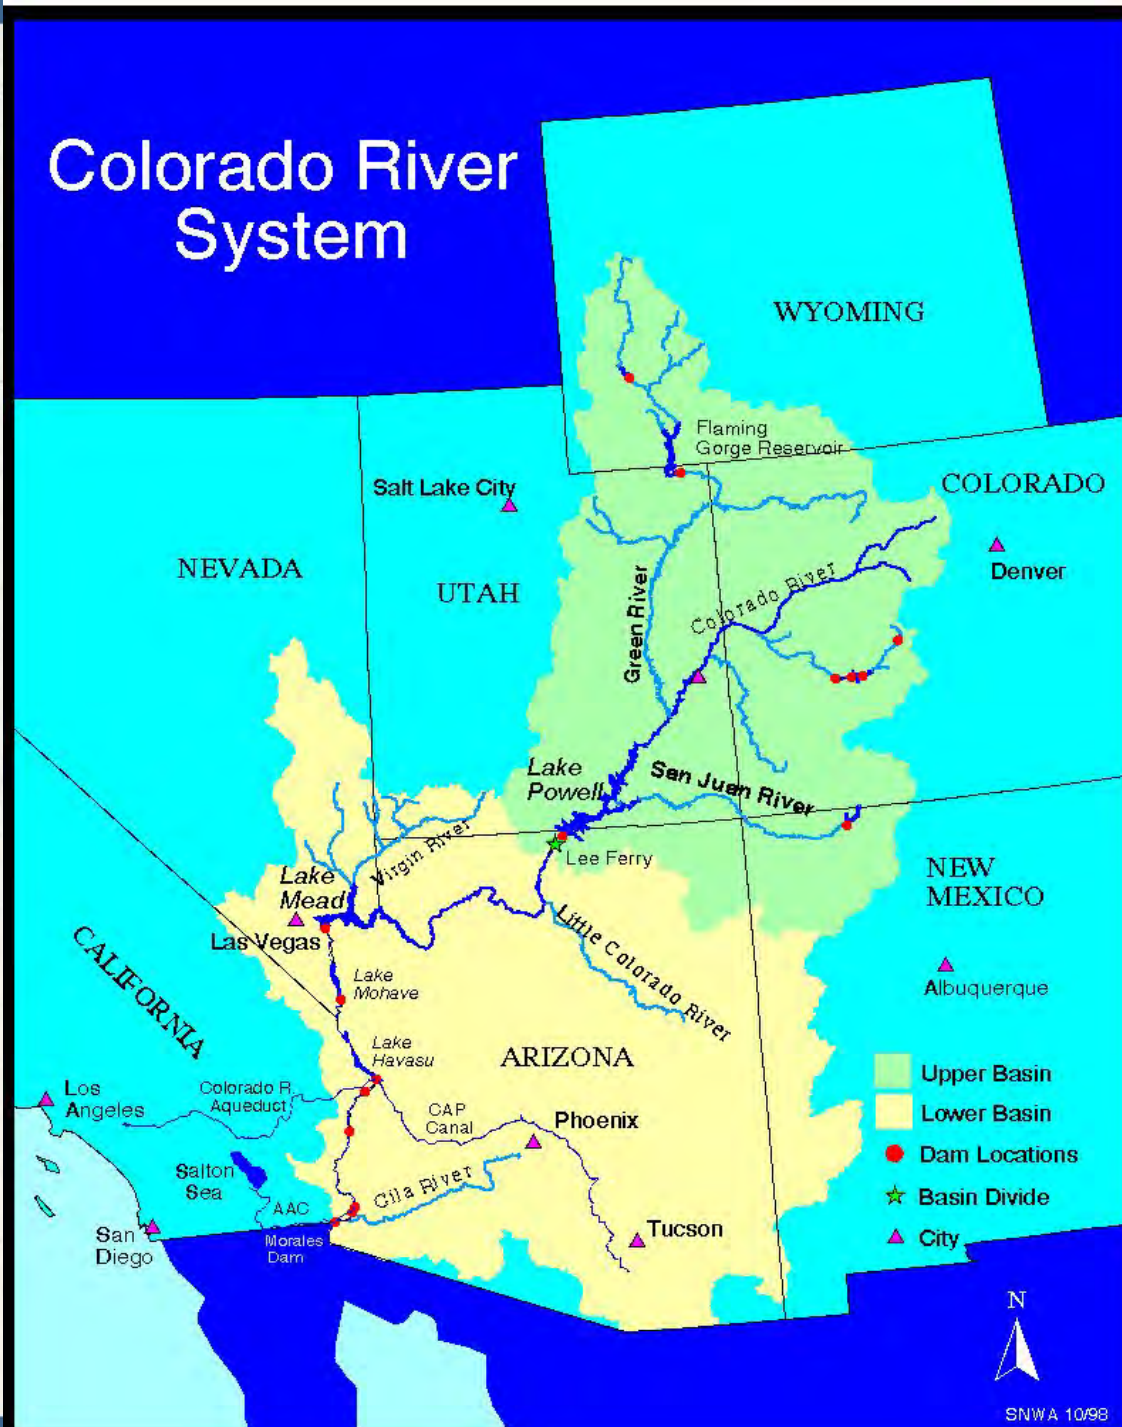 Colorado River
System
WYOMING
Flaming
Gorge Reservoir
Salt Lake City
COLORADO
NEVADA
UTAH
Denver
Green River
Colorado River
Lake
Powell
San Juan River
Lee Ferry
Virgin River
Lake
Mead
Las Vegas
NEW
MEXICO
CALIFORNIA
Little Colorado River
Lake
Mohave
Albuquerque
Lake
Havasu
ARIZONA
Los
Angeles
Colorado R.
Aqueduct
CAP
Canal
Phoenix
Salton
Sea
Gila River
AAC
Morales
Dam
San
Diego
Tucson
Upper Basin
Lower Basin
Dam Locations
Basin Divide
City
N
SNWA 10/98